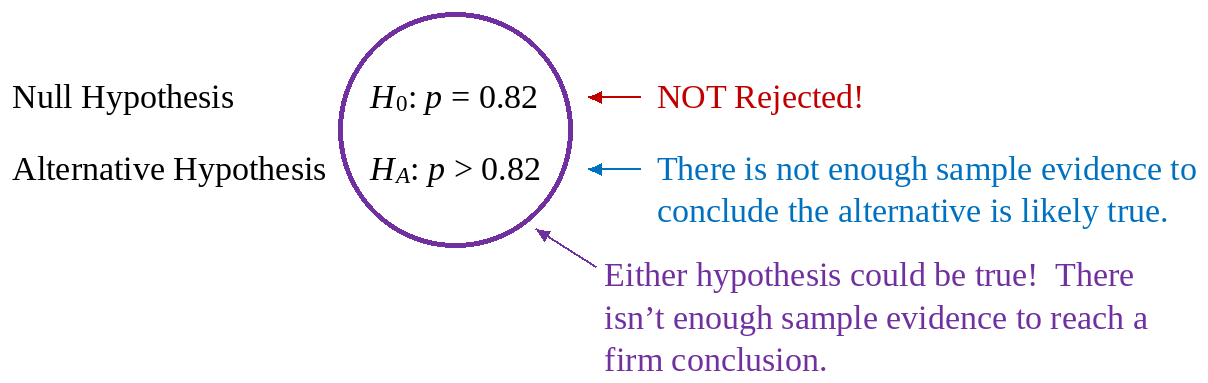 Null Hypothesis H₀: p = 0.82 NOT Rejected!
Alternative Hypothesis Hₐ: p > 0.82 There is not enough sample evidence to
conclude the alternative is likely true.
Either hypothesis could be true!  There
isn’t enough sample evidence to reach a
firm conclusion.